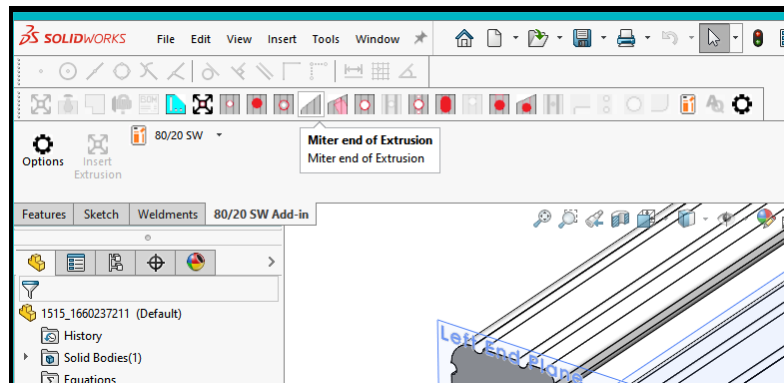 SOLIDWORKS File Edit View Insert Tools Window
80/20 SW
Options Insert Extrusion
Miter end of Extrusion
Miter end of Extrusion
Features Sketch Weldments 80/20 SW Add-in
1515_1660237211 (Default)
History
Solid Bodies(1)
Equations
Left End Plane